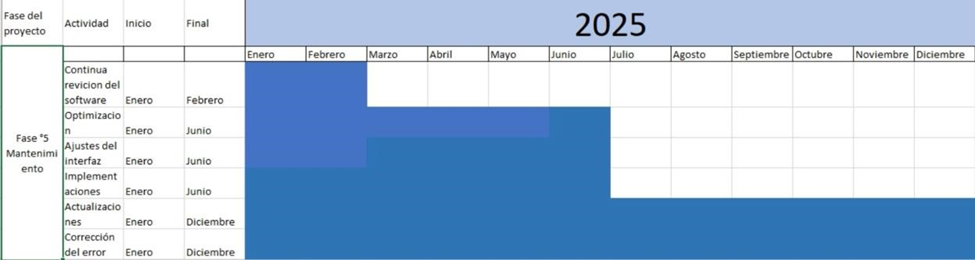 Fase del
proyecto
Actividad
Inicio
Final
2025
Enero
Febrero
Marzo
Abril
Mayo
Junio
Julio
Agosto
Septiembre
Octubre
Noviembre
Diciembre
Fase °5
Mantenimi
ento
Continua
revicion del
software
Enero
Febrero
Optimizacio
n
Enero
Junio
Ajustes del
interfaz
Enero
Junio
Implement
aciones
Enero
Junio
Actualizacio
nes
Enero
Diciembre
Corrección
del error
Enero
Diciembre